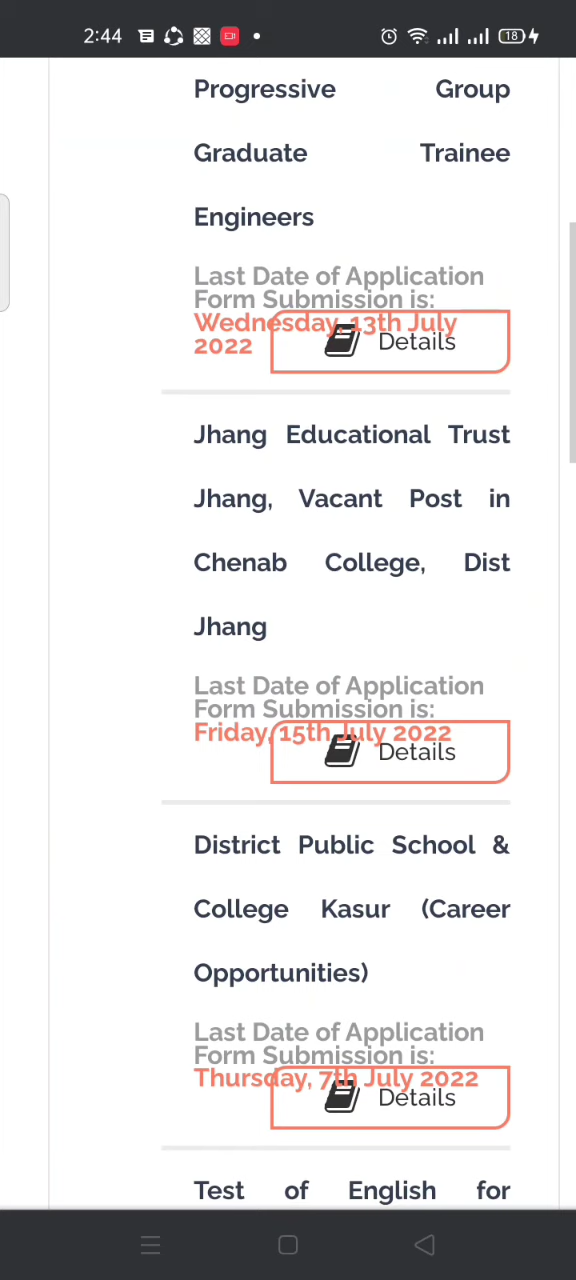 2:44
18
Progressive Group
Graduate Trainee
Engineers
Last Date of Application
Form Submission is:
Wednesday, 13th July
2022
Details
Jhang Educational Trust
Jhang, Vacant Post in
Chenab College, Dist
Jhang
Last Date of Application
Form Submission is:
Friday, 15th July 2022
Details
District Public School &
College Kasur (Career
Opportunities)
Last Date of Application
Form Submission is:
Thursday, 7th July 2022
Details
Test of English for